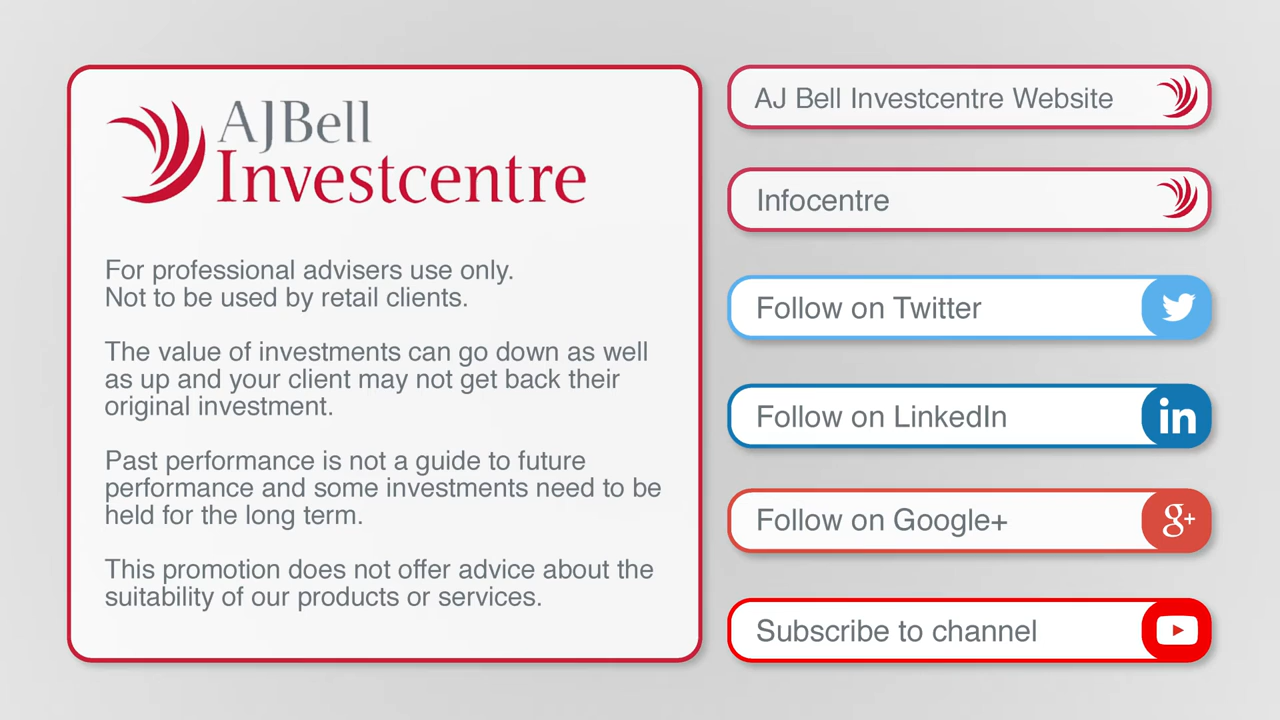 AJBell
Investcentre
For professional advisers use only.
Not to be used by retail clients.
The value of investments can go down as well
as up and your client may not get back their
original investment.
Past performance is not a guide to future
performance and some investments need to be
held for the long term.
This promotion does not offer advice about the
suitability of our products or services.
AJ Bell Investcentre Website
Infocentre
Follow on Twitter
Follow on LinkedIn
in
Follow on Google+
g+
Subscribe to channel